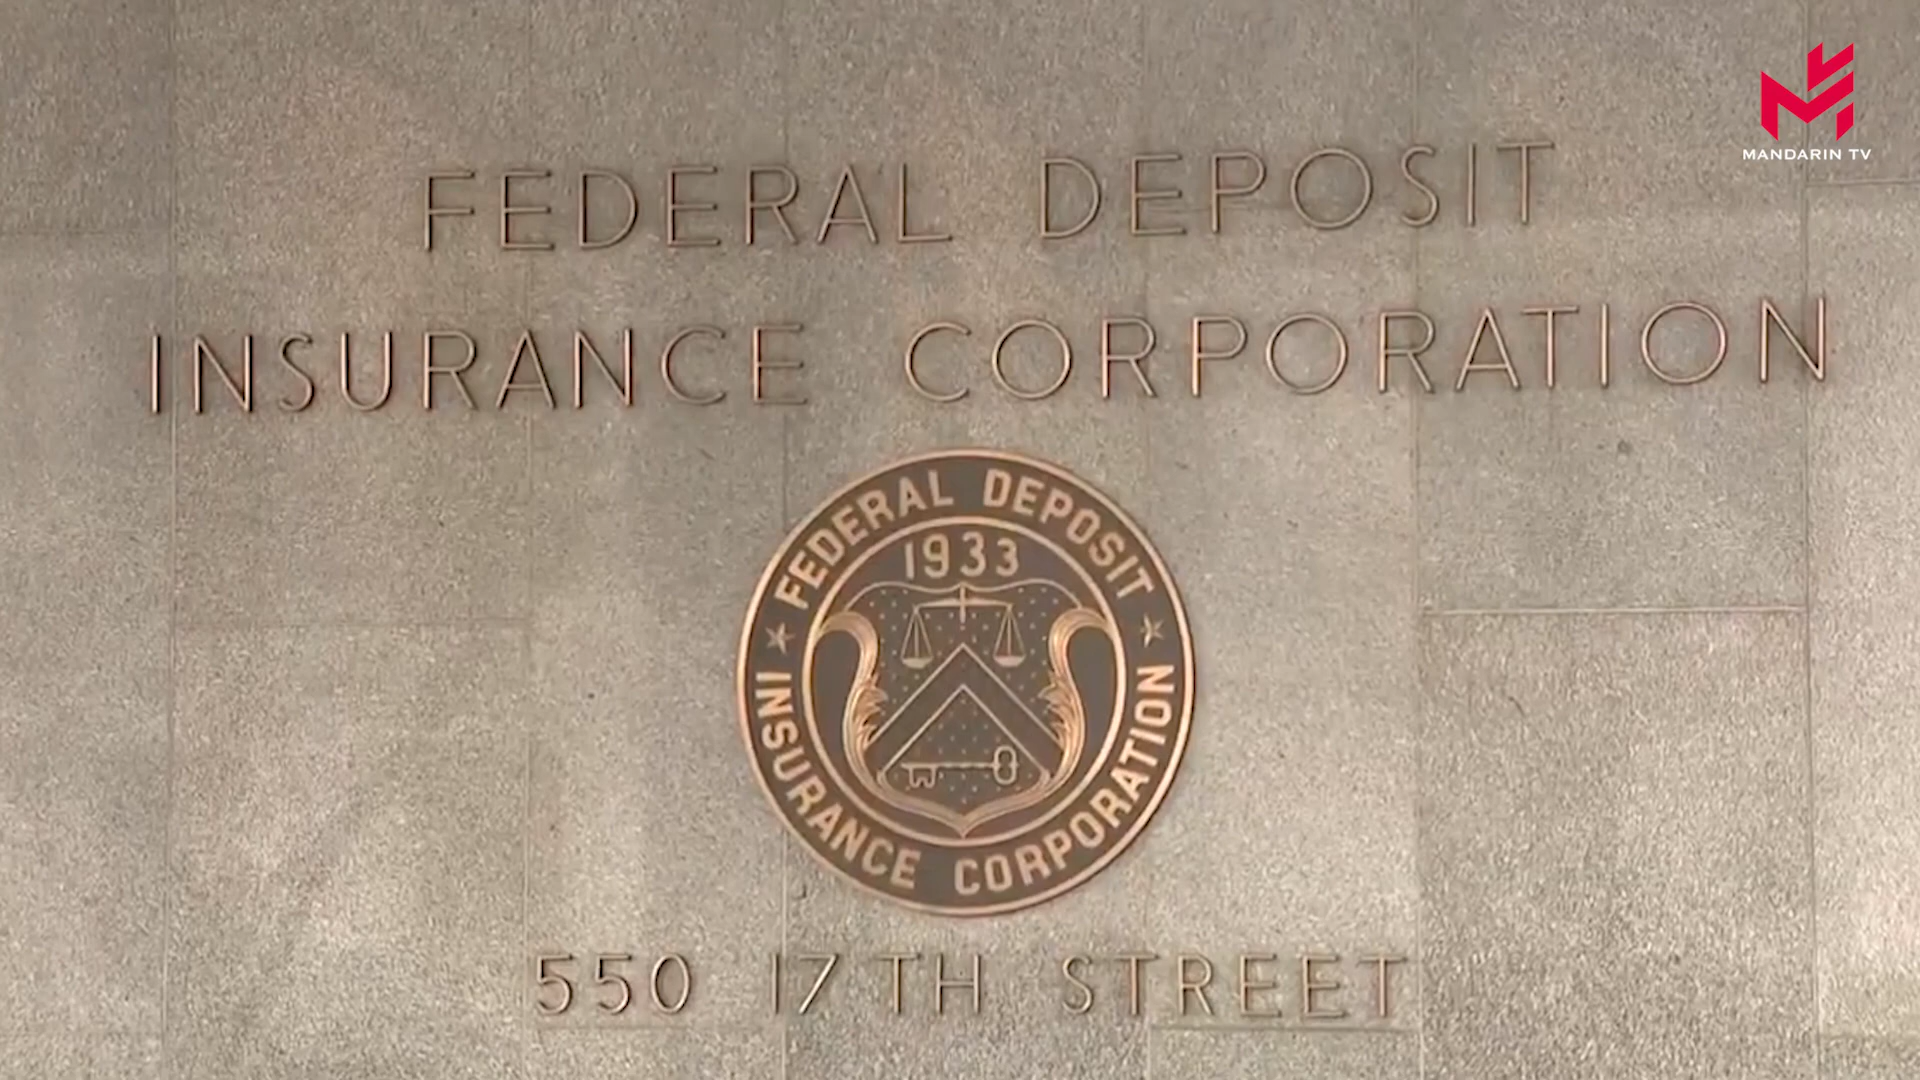 MANDARIN TV
FEDERAL DEPOSIT
INSURANCE CORPORATION
FEDERAL DEPOSIT
INSURANCE CORPORATION
1933
550 17TH STREET